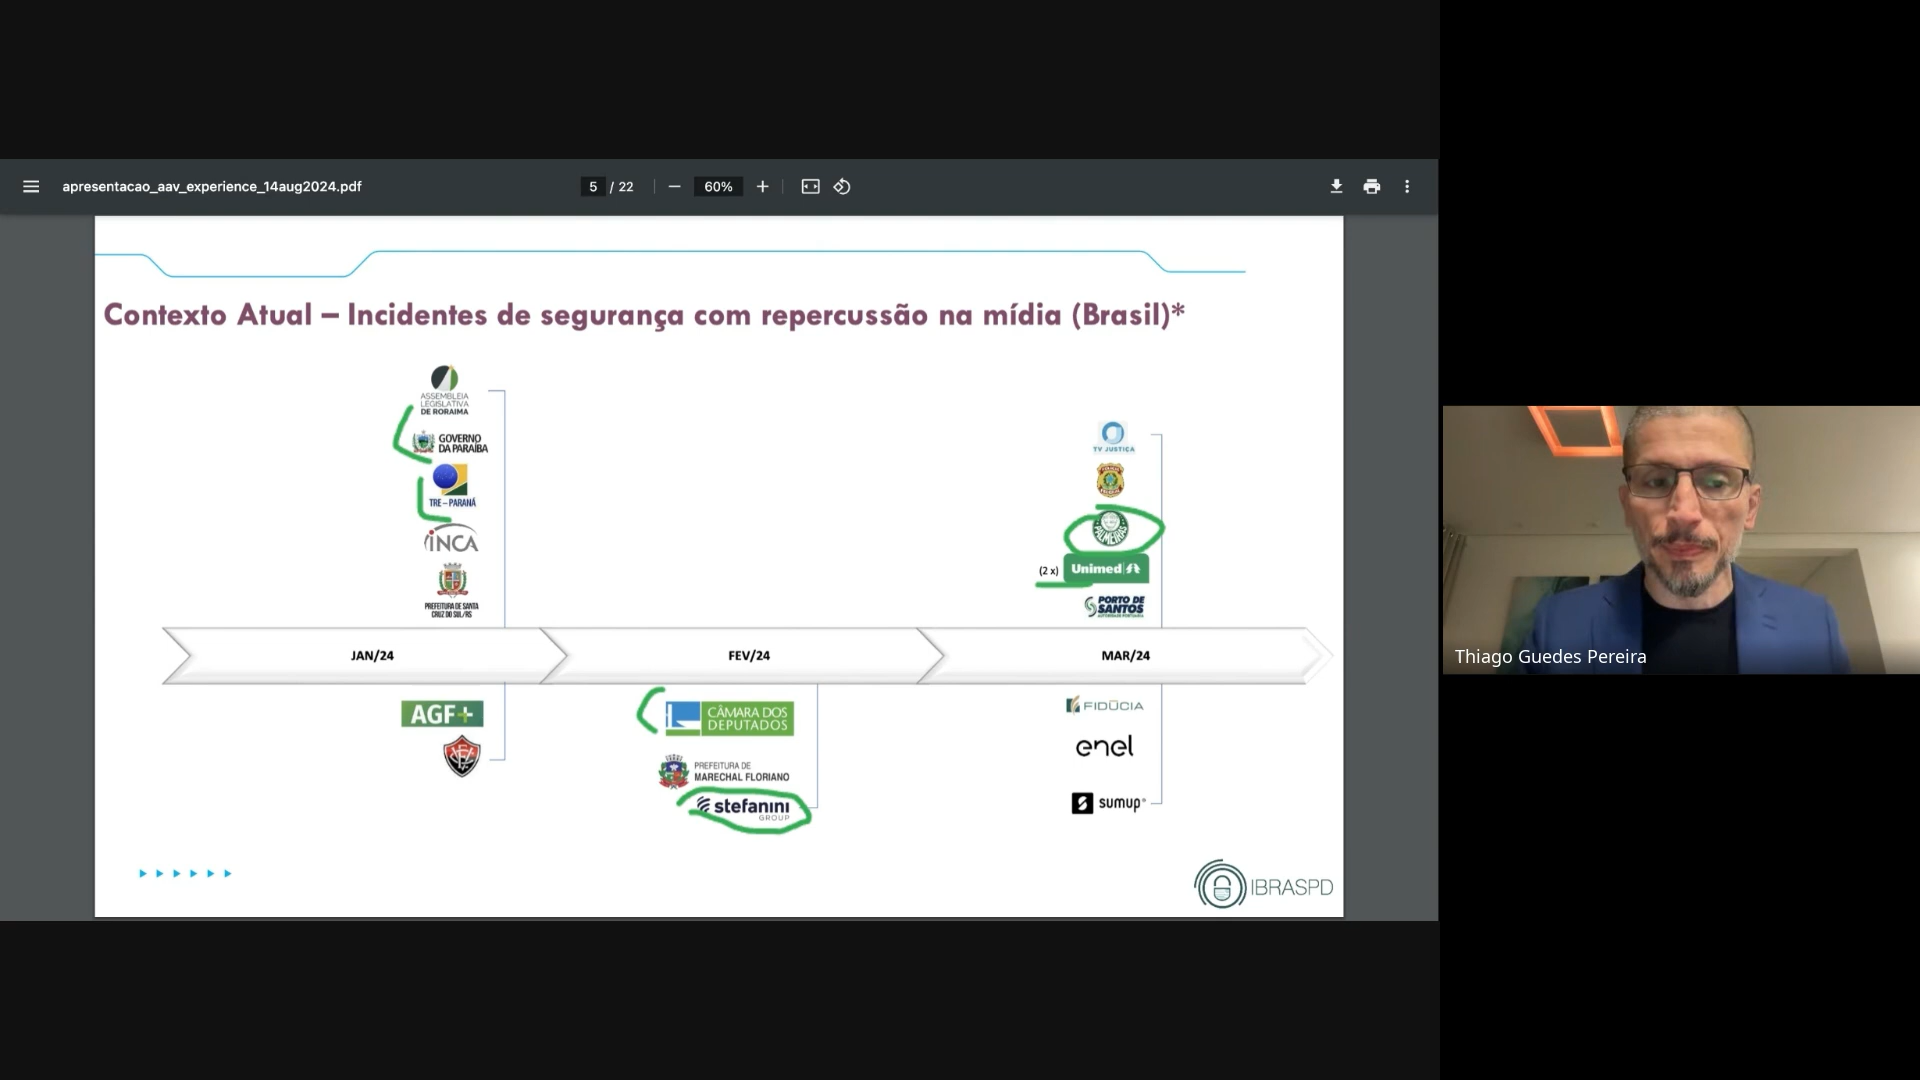 apresentacao_aav_experience_14aug2024.pdf
5 / 22
60%
Contexto Atual – Incidentes de segurança com repercussão na mídia (Brasil)*
ASSEMBLEIA
LEGISLATIVA
DE RORAIMA
GOVERNO
DA PARAÍBA
TRE – PARANÁ
INCA
PREFEITURA DE SANTA
CRUZ DO SUL/RS
TV JUSTIÇA
PALMEIRAS
(2 x) Unimed
PORTO DE
SANTOS
AUTORIDADE PORTUÁRIA
JAN/24
FEV/24
MAR/24
AGF+
CÂMARA DOS
DEPUTADOS
PREFEITURA DE
MARECHAL FLORIANO
stefanini
GROUP
FIDÚCIA
enel
sumup®
IBRASPD
Thiago Guedes Pereira